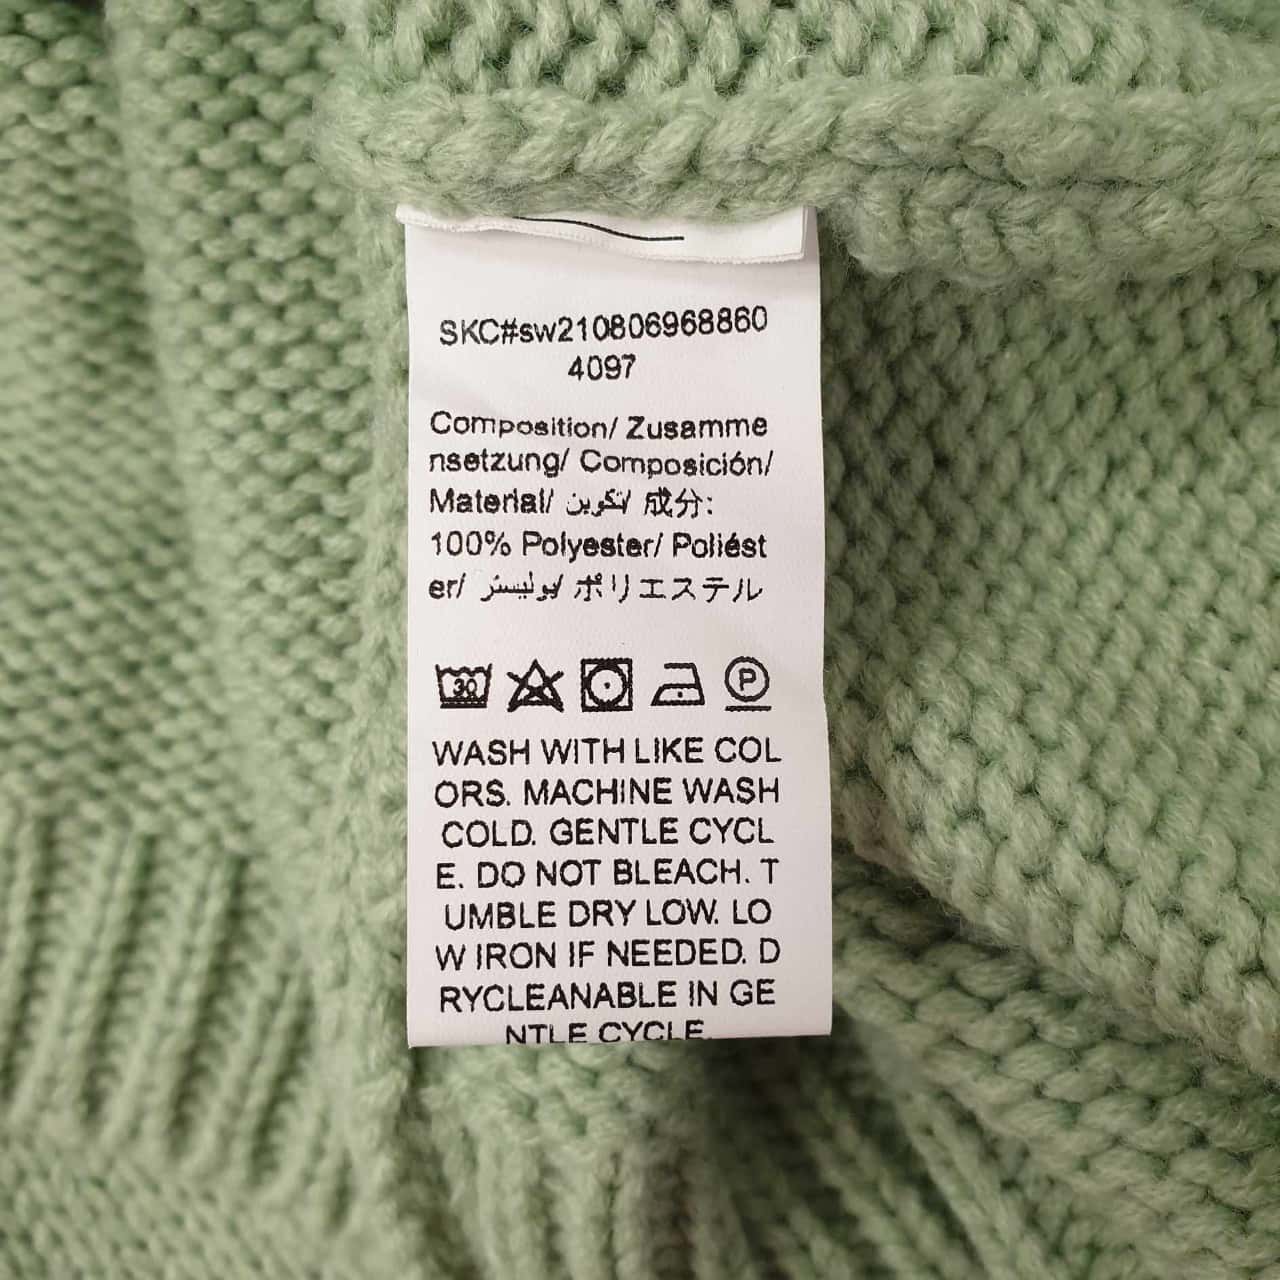 SKC#sw210806968860
4097
Composition/ Zusamme
nsetzung/ Composición/
Material/ تكوين/ 成分:
100% Polyester/ Poliést
er/ بوليستر/ ポリエステル
30 P
WASH WITH LIKE COL
ORS. MACHINE WASH
COLD. GENTLE CYCL
E. DO NOT BLEACH. T
UMBLE DRY LOW. LO
W IRON IF NEEDED. D
RYCLEANABLE IN GE
NTLE CYCLE.